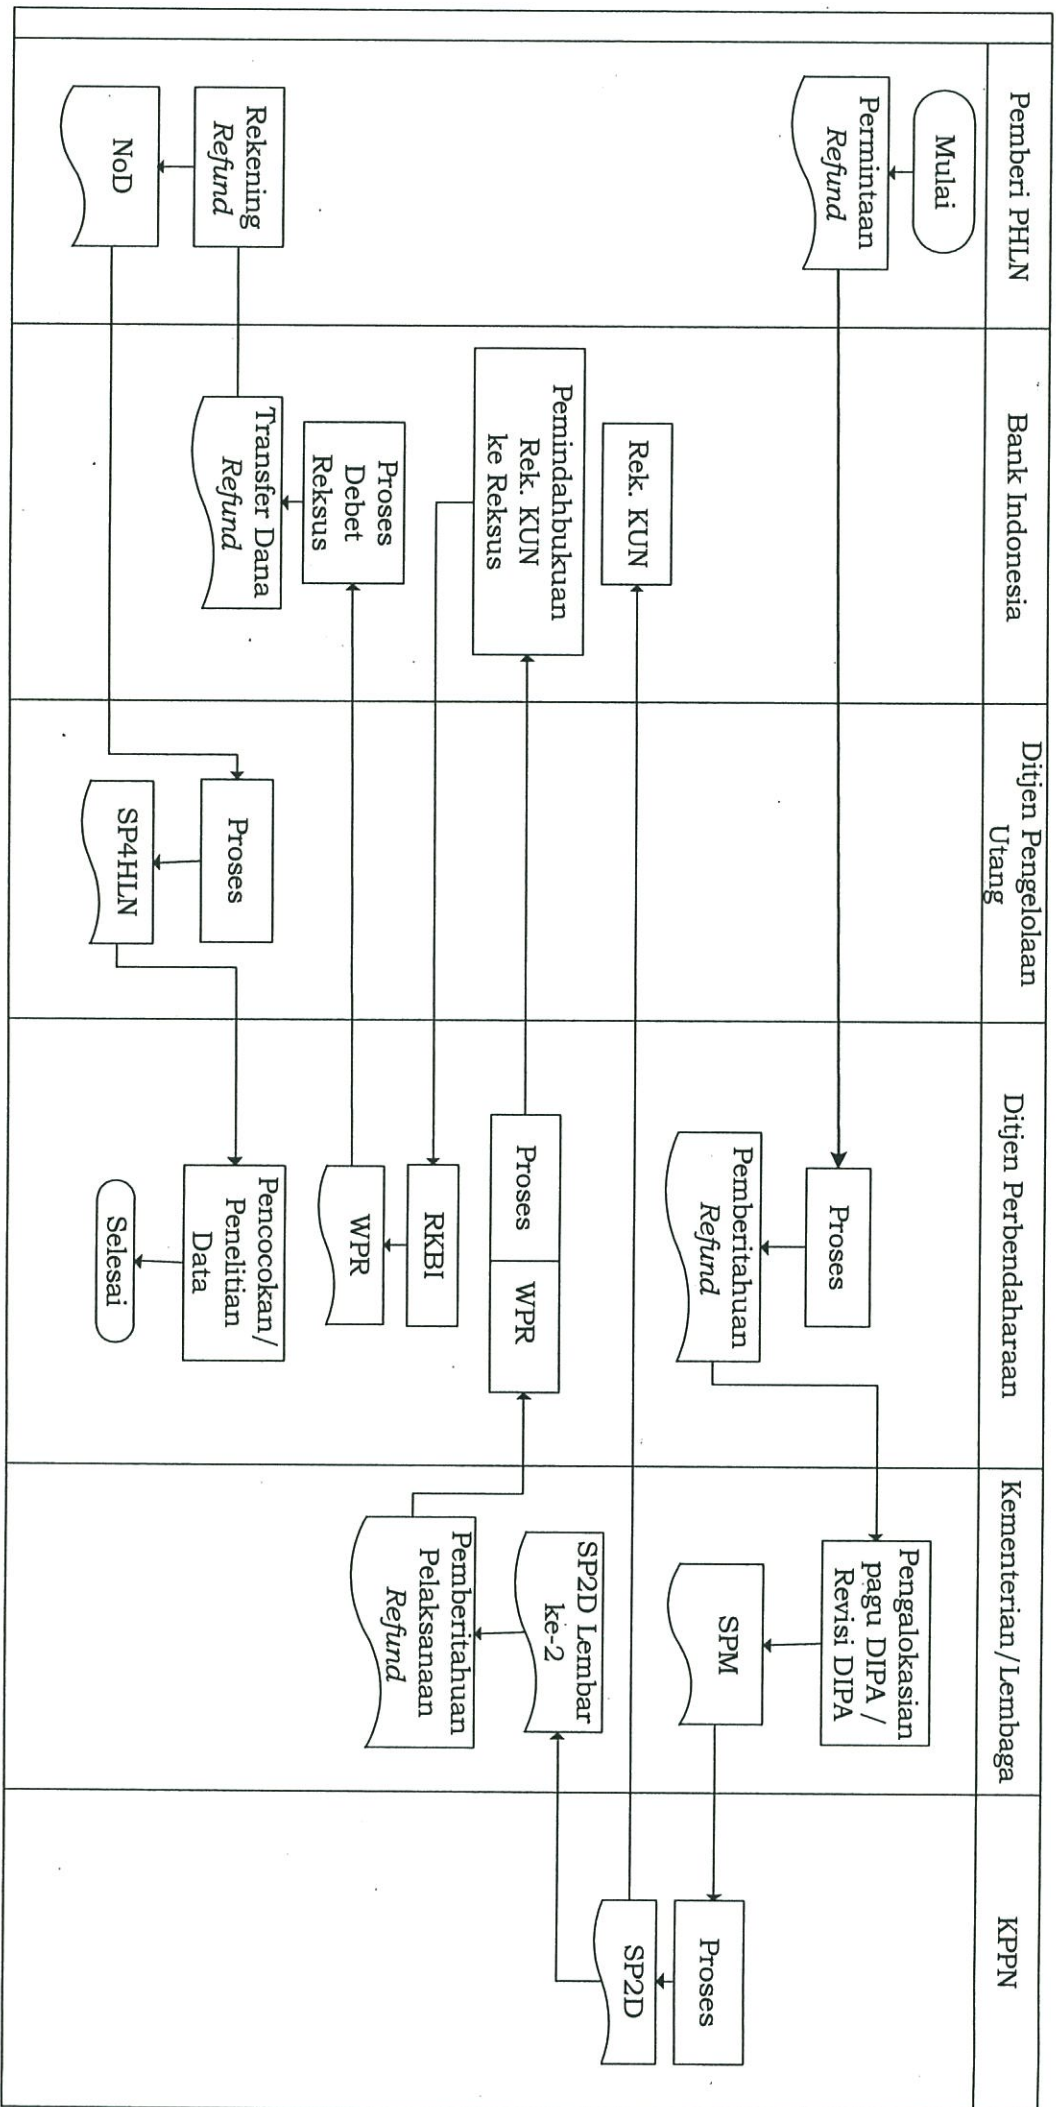 Pemberi PHLN
Bank Indonesia
Ditjen Pengelolaan
Utang
Ditjen Perbendaharaan
Kementerian/Lembaga
KPPN
Mulai
Permintaan
Refund
Proses
Pemberitahuan
Refund
Pengalokasian
pagu DIPA /
Revisi DIPA
SPM
Proses
SP2D
Rek. KUN
SP2D Lembar
ke-2
Pemberitahuan
Pelaksanaan
Refund
Proses
WPR
Pemindahbukuan
Rek. KUN
ke Reksus
RKBI
WPR
Proses
Debet
Reksus
Transfer Dana
Refund
Rekening
Refund
NoD
Proses
SP4HLN
Pencocokan/
Penelitian
Data
Selesai